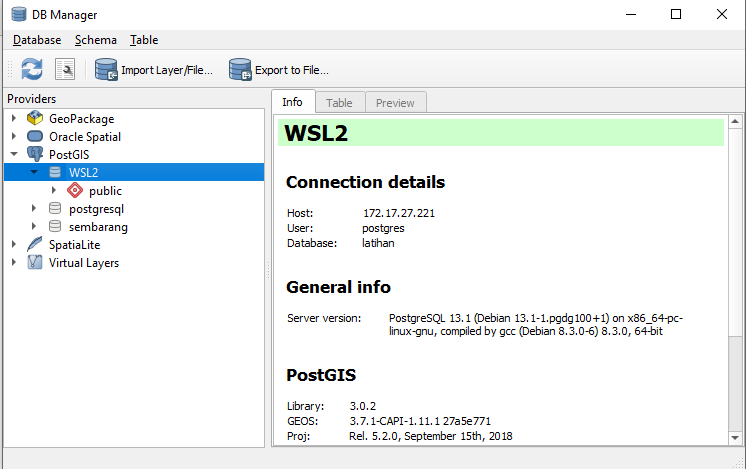 DB Manager
Database Schema Table
Import Layer/File... Export to File...
Providers
GeoPackage
Oracle Spatial
PostGIS
WSL2
public
postgresql
sembarang
SpatiaLite
Virtual Layers
Info Table Preview
WSL2
Connection details
Host: 172.17.27.221
User: postgres
Database: latihan
General info
Server version: PostgreSQL 13.1 (Debian 13.1-1.pgdg100+1) on x86_64-pc-
linux-gnu, compiled by gcc (Debian 8.3.0-6) 8.3.0, 64-bit
PostGIS
Library: 3.0.2
GEOS: 3.7.1-CAPI-1.11.1 27a5e771
Proj: Rel. 5.2.0, September 15th, 2018